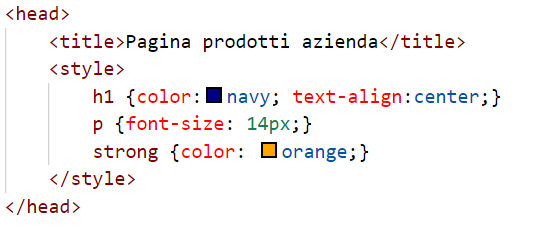 <head>
<title>Pagina prodotti azienda</title>
<style>
h1 {color:navy; text-align:center;}
p {font-size: 14px;}
strong {color: orange;}
</style>
</head>